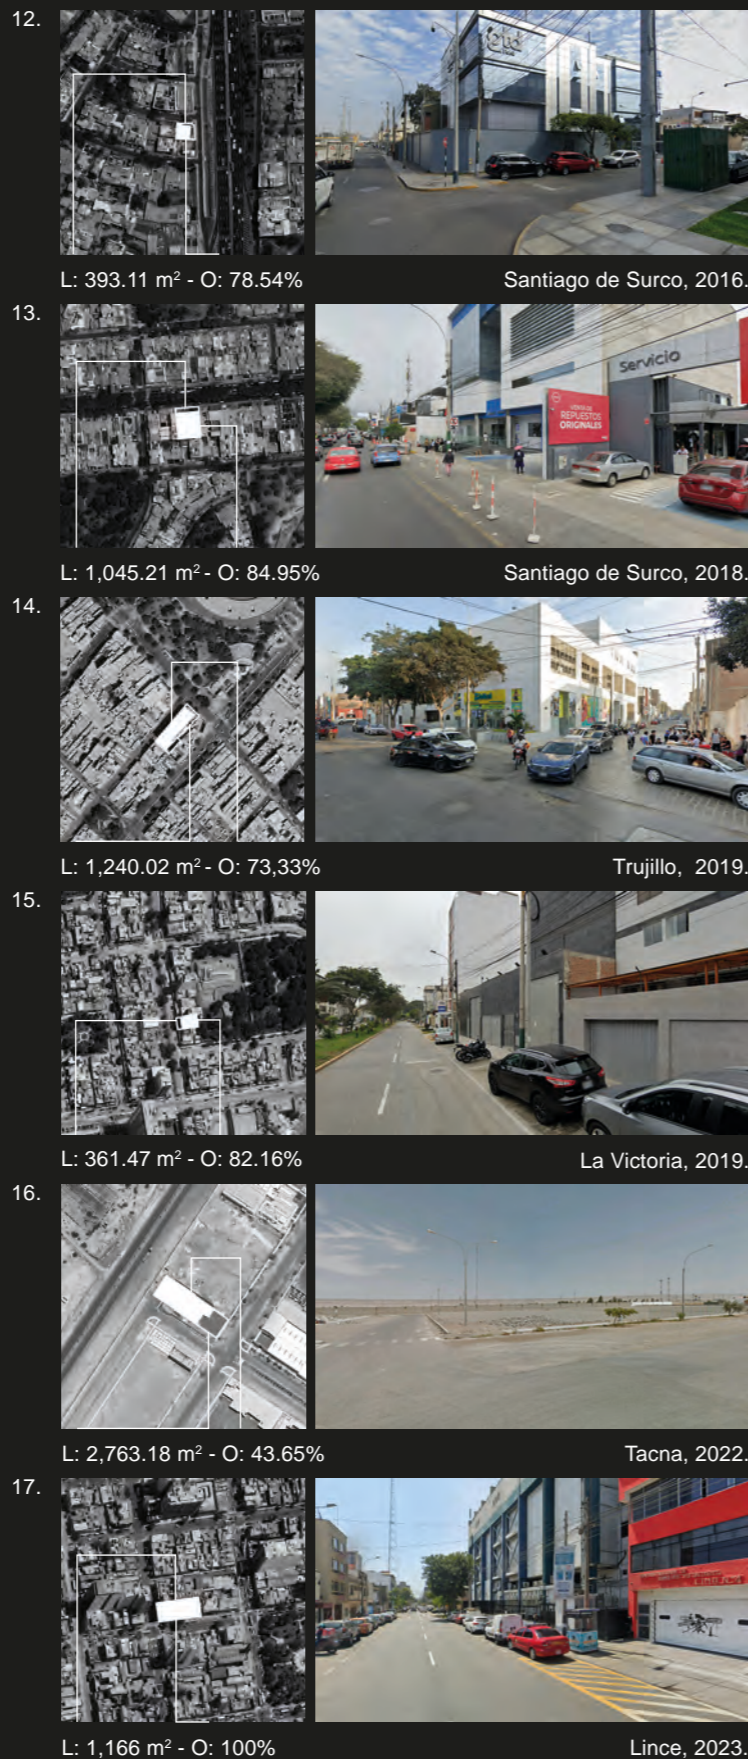 12.
gtd
L: 393.11 m² - O: 78.54%
Santiago de Surco, 2016.
13.
Servicio
VENTA DE
REPUESTOS
ORIGINALES
L: 1,045.21 m² - O: 84.95%
Santiago de Surco, 2018.
14.
L: 1,240.02 m² - O: 73,33%
Trujillo, 2019.
15.
L: 361.47 m² - O: 82.16%
La Victoria, 2019.
16.
L: 2,763.18 m² - O: 43.65%
Tacna, 2022.
17.
L: 1,166 m² - O: 100%
Lince, 2023.